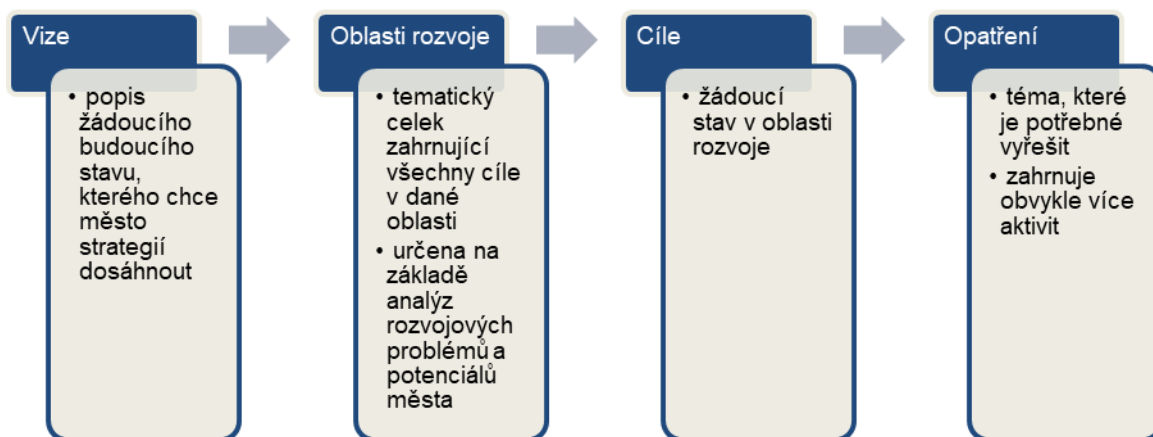 Vize
• popis
žádoucího
budoucího
stavu,
kterého chce
město
strategií
dosáhnout
Oblasti rozvoje
• tematický
celek
zahrnující
všechny cíle
v dané
oblasti
• určena na
základě
analýz
rozvojových
problémů a
potenciálů
města
Cíle
• žádoucí
stav v oblasti
rozvoje
Opatření
• téma, které
je potřebné
vyřešit
• zahrnuje
obvykle více
aktivit